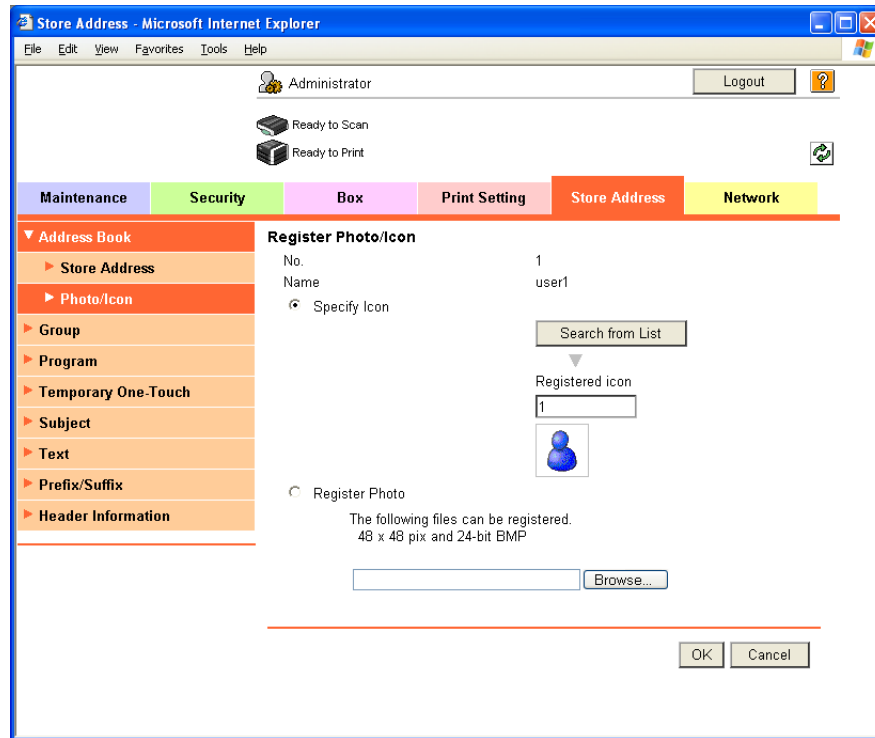 Store Address - Microsoft Internet Explorer
File Edit View Favorites Tools Help
Administrator Logout ?
Ready to Scan
Ready to Print
Maintenance Security Box Print Setting Store Address Network
Address Book
Store Address
Photo/Icon
Group
Program
Temporary One-Touch
Subject
Text
Prefix/Suffix
Header Information
Register Photo/Icon
No. 1
Name user1
Specify Icon
Search from List
Registered icon
1
Register Photo
The following files can be registered.
48 x 48 pix and 24-bit BMP
Browse...
OK Cancel